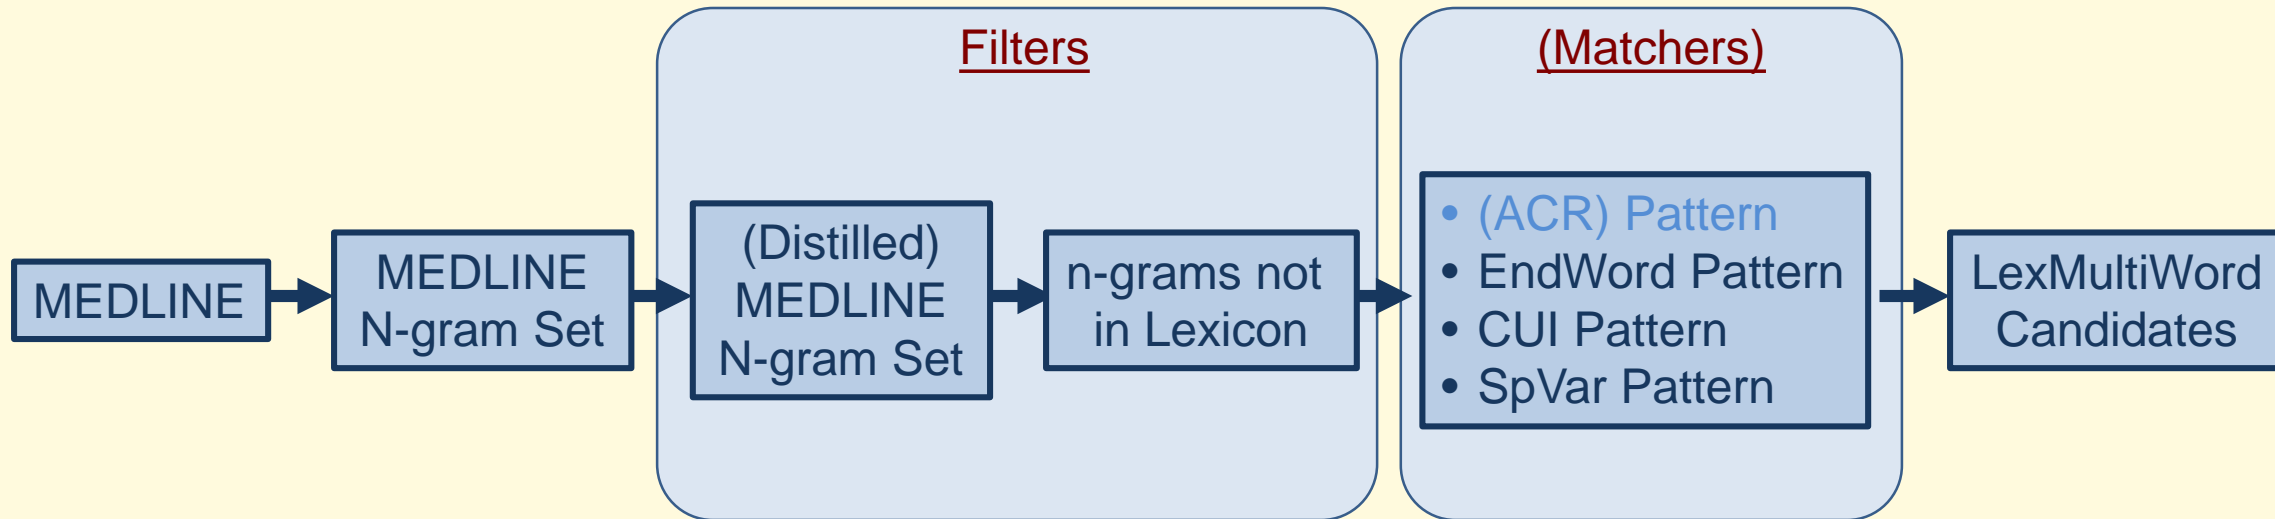 Filters
(Matchers)
MEDLINE
MEDLINE
N-gram Set
(Distilled)
MEDLINE
N-gram Set
n-grams not
in Lexicon
• (ACR) Pattern
• EndWord Pattern
• CUI Pattern
• SpVar Pattern
LexMultiWord
Candidates